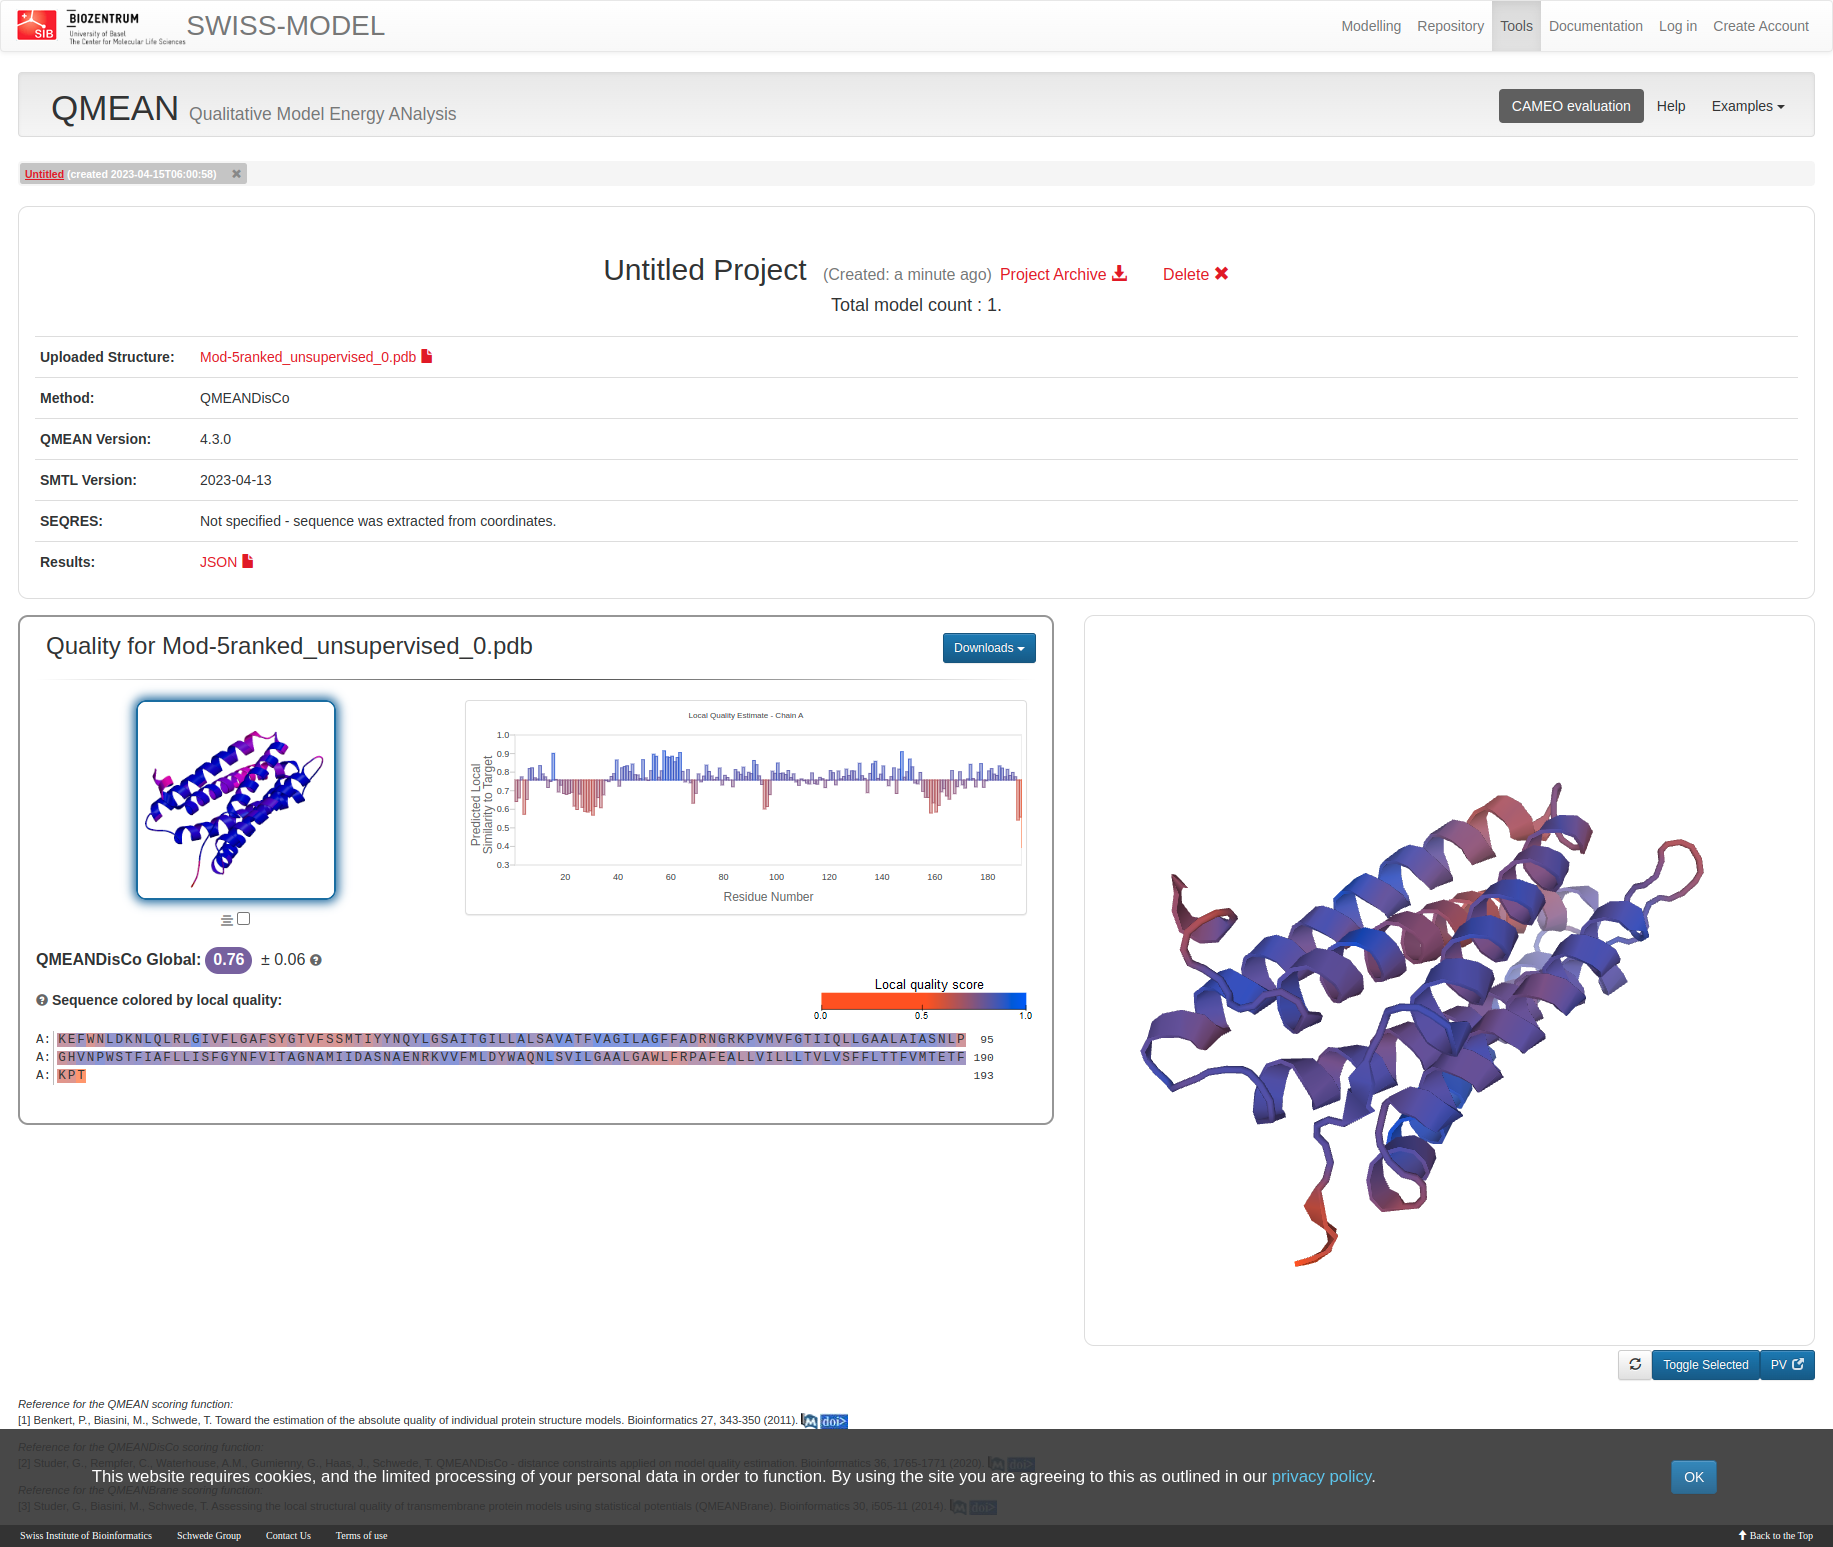 SIB
BIOZENTRUM
University of Basel
The Center for Molecular Life Sciences
SWISS-MODEL
Modelling
Repository
Tools
Documentation
Log in
Create Account
QMEAN Qualitative Model Energy ANalysis
CAMEO evaluation
Help
Examples
Untitled (created 2023-04-15T06:00:58)
Untitled Project (Created: a minute ago) Project Archive Delete
Total model count : 1.
Uploaded Structure: Mod-5ranked_unsupervised_0.pdb
Method: QMEANDisCo
QMEAN Version: 4.3.0
SMTL Version: 2023-04-13
SEQRES: Not specified - sequence was extracted from coordinates.
Results: JSON
Quality for Mod-5ranked_unsupervised_0.pdb
Downloads
Local Quality Estimate - Chain A
Predicted Local
Similarity to Target
1.0
0.9
0.8
0.7
0.6
0.5
0.4
0.3
20 40 60 80 100 120 140 160 180
Residue Number
QMEANDisCo Global: 0.76 ± 0.06
Sequence colored by local quality:
Local quality score
0.0 0.5 1.0
A: KEFWNLDKNLQLRLGIVFLGAFSYGTVFSSMTIYYNQYLGSAITGILLALSAVATFVAGILAGFFADRNGRKPVMVFGTIIQLLGAALAIASNLP 95
A: GHVNPWSTFIAFLLISFGYNFVITAGNAMIIDASNAENRKVVFMLDYWAQNLSVILGAALGAWLFRPAFEALLVILLLTVLVSFFLTTFVMTETF 190
A: KPT 193
Toggle Selected
PV
Reference for the QMEAN scoring function:
[1] Benkert, P., Biasini, M., Schwede, T. Toward the estimation of the absolute quality of individual protein structure models. Bioinformatics 27, 343-350 (2011). M doi>
Reference for the QMEANDisCo scoring function:
[2] Studer, G., Rempfer, C., Waterhouse, A.M., Gumienny, G., Haas, J., Schwede, T. QMEANDisCo - distance constraints applied on model quality estimation. Bioinformatics 36, 1765-1771 (2020). M doi>
This website requires cookies, and the limited processing of your personal data in order to function. By using the site you are agreeing to this as outlined in our privacy policy.
OK
Reference for the QMEANBrane scoring function:
[3] Studer, G., Biasini, M., Schwede, T. Assessing the local structural quality of transmembrane protein models using statistical potentials (QMEANBrane). Bioinformatics 30, i505-11 (2014). M doi>
Swiss Institute of Bioinformatics
Schwede Group
Contact Us
Terms of use
Back to the Top